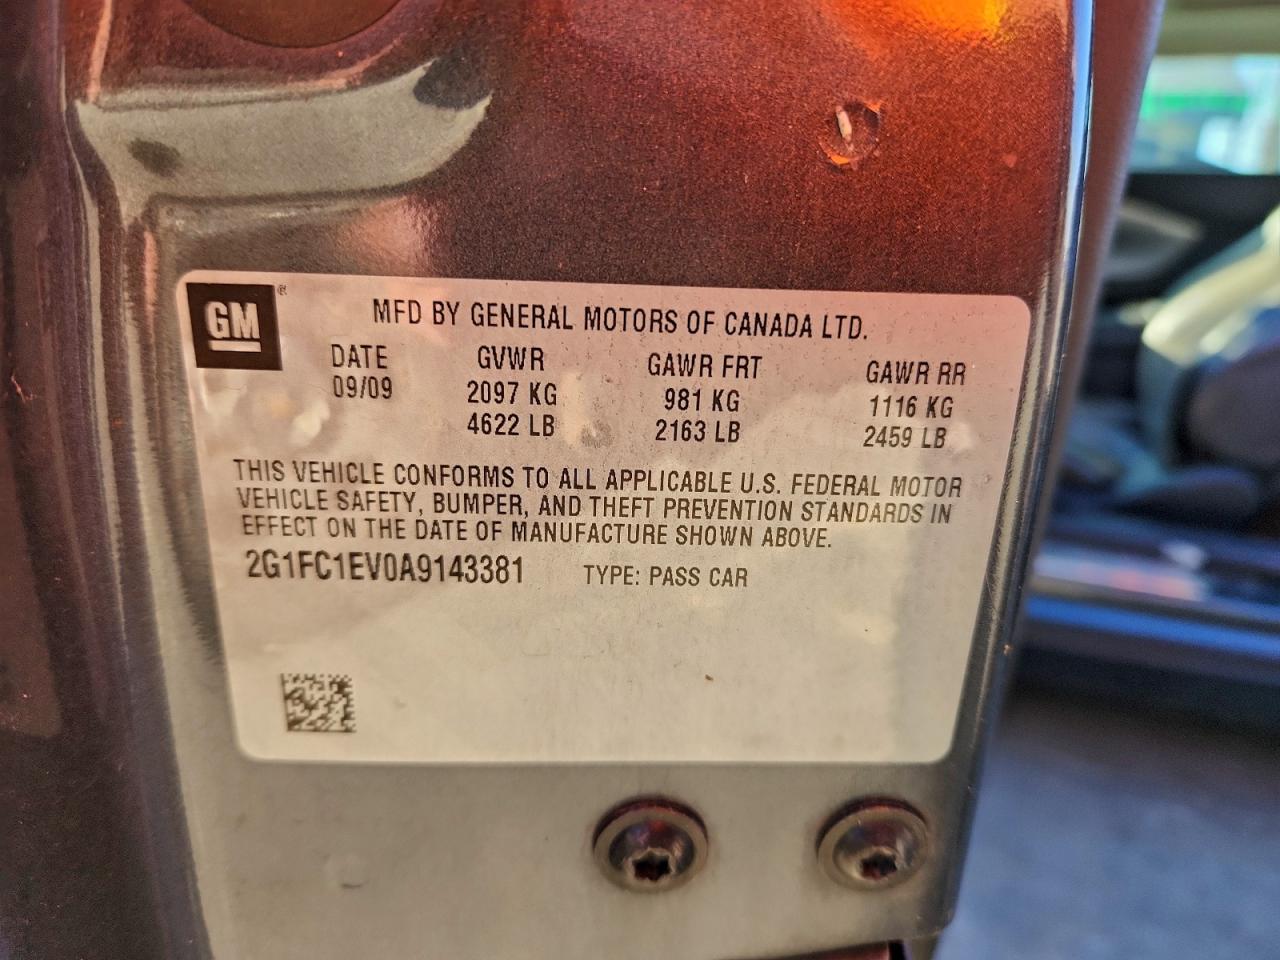 GM ®
MFD BY GENERAL MOTORS OF CANADA LTD.
DATE GVWR GAWR FRT GAWR RR
09/09 2097 KG 981 KG 1116 KG
4622 LB 2163 LB 2459 LB
THIS VEHICLE CONFORMS TO ALL APPLICABLE U.S. FEDERAL MOTOR
VEHICLE SAFETY, BUMPER, AND THEFT PREVENTION STANDARDS IN
EFFECT ON THE DATE OF MANUFACTURE SHOWN ABOVE.
2G1FC1EV0A9143381 TYPE: PASS CAR